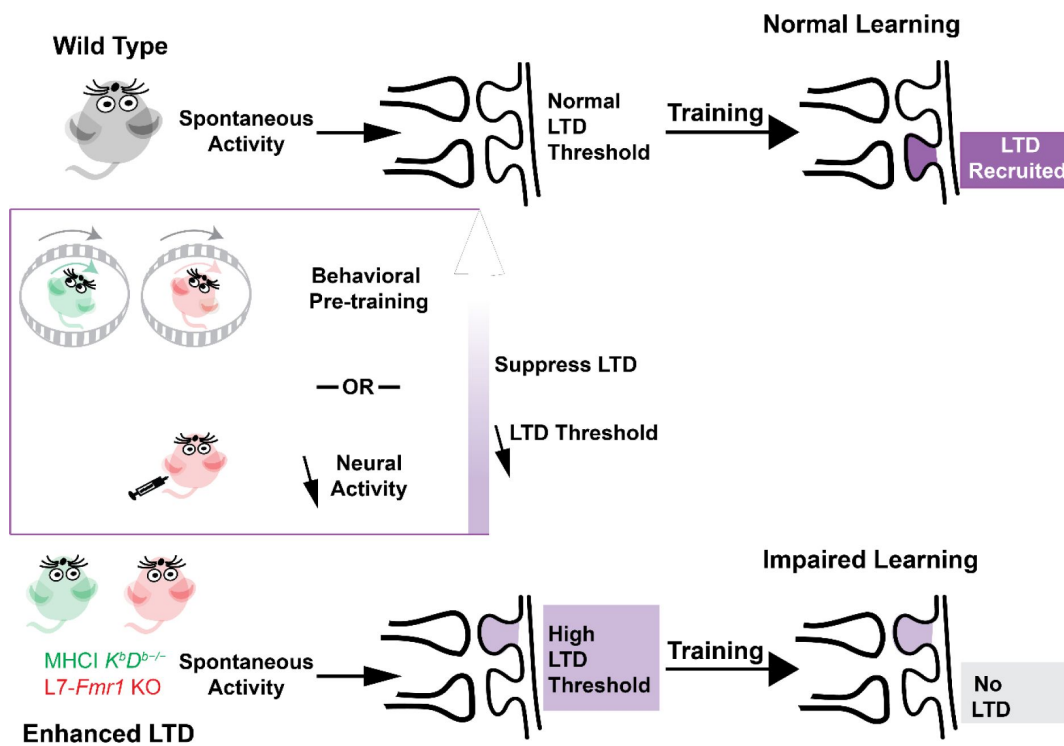 Normal Learning
Wild Type
Spontaneous
Activity
Normal
LTD
Threshold
Training
LTD
Recruited
Behavioral
Pre-training
Suppress LTD
—OR—
LTD Threshold
Neural
Activity
Impaired Learning
MHCI KᵇDᵇ⁻/⁻
L7-Fmr1 KO
Enhanced LTD
Spontaneous
Activity
High
LTD
Threshold
Training
No
LTD